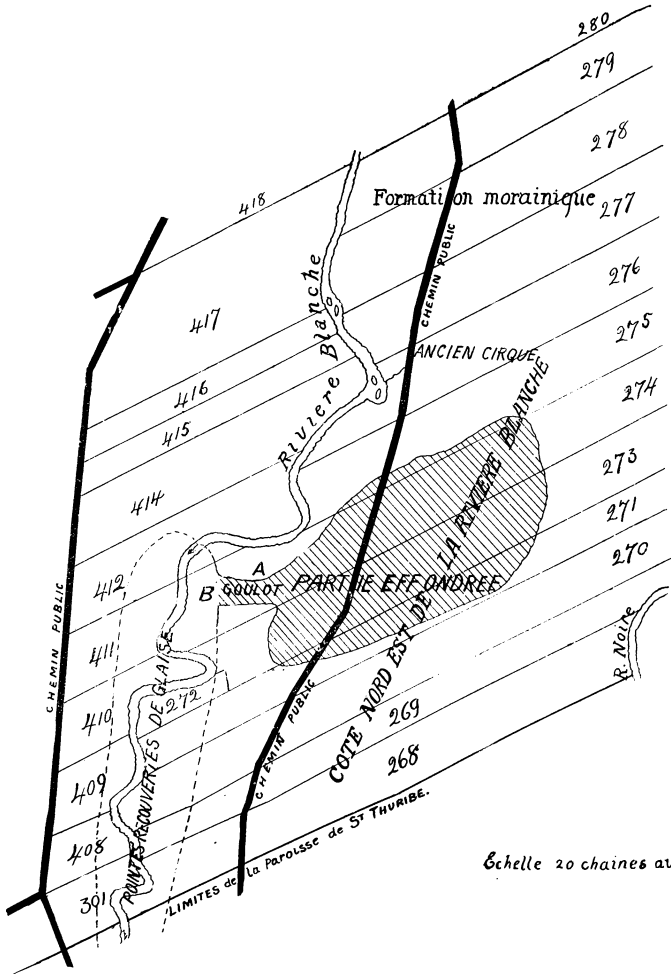 280
279
278
Formation morainique
277
418
276
417
Rivière Blanche
CHEMIN PUBLIC
275
ANCIEN CIRQUE
416
274
415
273
414
271
270
412
A
B
GOULOT
PARTIE EFFONDRÉE
COTE NORD EST DE LA RIVIERE BLANCHE
CHEMIN PUBLIC
411
R. Noire
272
410
POINTES RECOUVERTES DE GLAISE
CHEMIN PUBLIC
269
268
409
408
301
LIMITES de la Paroisse de ST THURIBE.
Échelle 20 chaines au